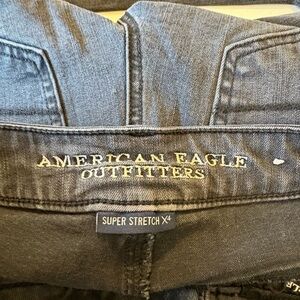 AMERICAN EAGLE
OUTFITTERS
SUPER STRETCH X4